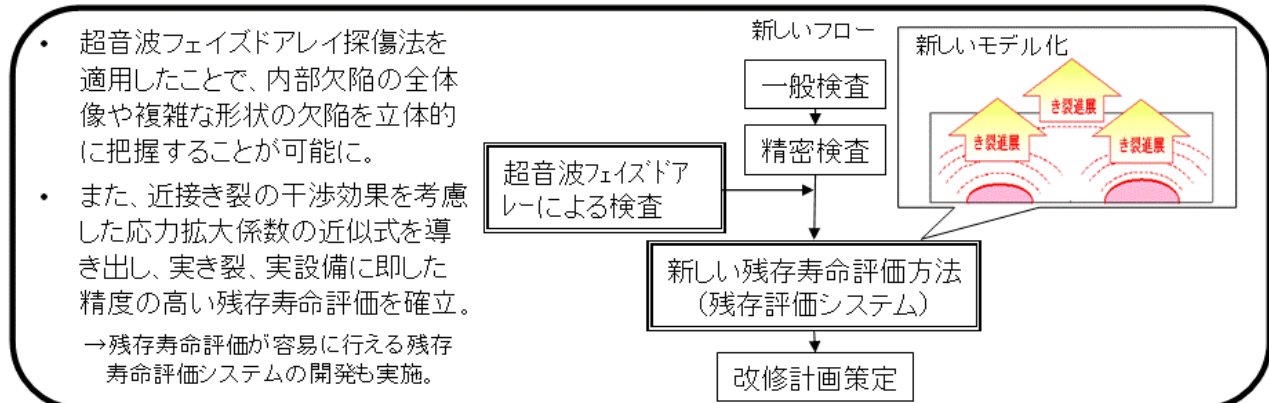 ・ 超音波フェイズドアレイ探傷法を
適用したことで、内部欠陥の全体
像や複雑な形状の欠陥を立体的
に把握することが可能に。
・ また、近接き裂の干渉効果を考慮
した応力拡大係数の近似式を導
き出し、実き裂、実設備に即した
精度の高い残存寿命評価を確立。
→残存寿命評価が容易に行える残存
寿命評価システムの開発も実施。
新しいフロー
一般検査
精密検査
超音波フェイズドア
レーによる検査
新しい残存寿命評価方法
（残存評価システム）
改修計画策定
新しいモデル化
き裂進展
き裂進展
き裂進展